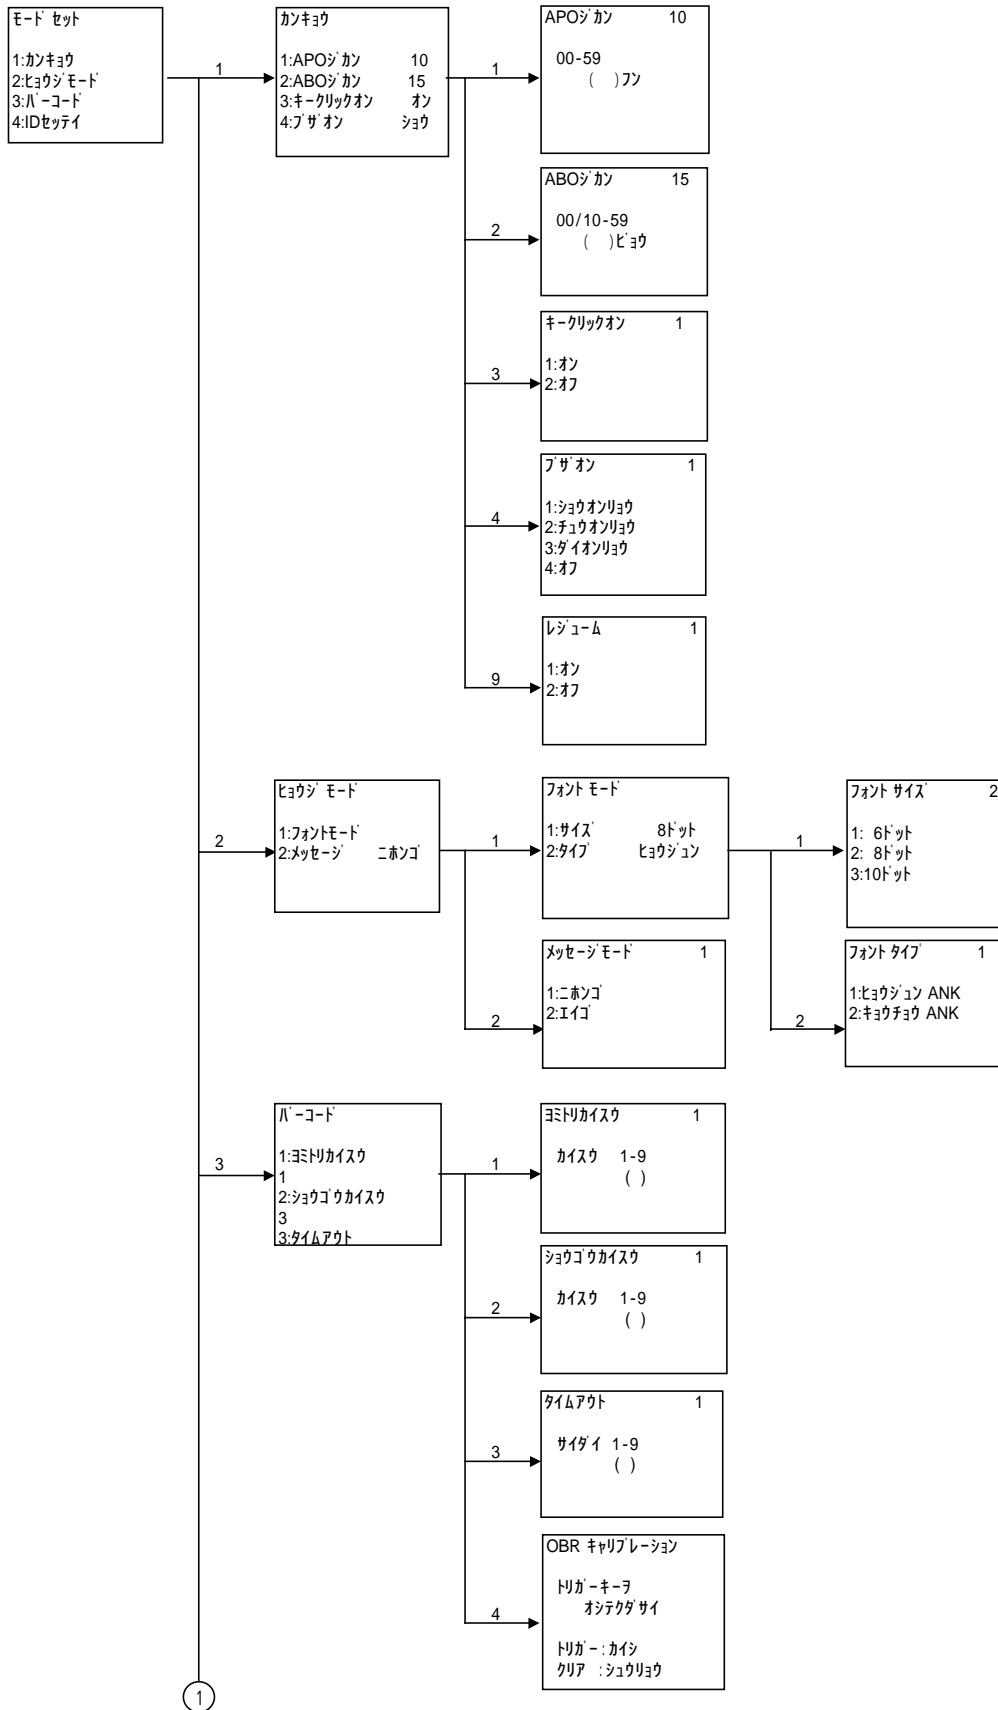 ﾓｰﾄﾞ ｾｯﾄ
1:ｶﾝｷｮｳ
2:ﾋｮｳｼﾞﾓｰﾄﾞ
3:ﾊﾞｰｺｰﾄﾞ
4:IDｾｯﾃｲ
1
ｶﾝｷｮｳ
1:APOｼﾞｶﾝ 10
2:ABOｼﾞｶﾝ 15
3:ｷｰｸﾘｯｸｵﾝ ｵﾝ
4:ﾌﾞｻﾞｵﾝ ｼｮｳ
1
APOｼﾞｶﾝ 10
00-59
( )ﾌﾝ
2
ABOｼﾞｶﾝ 15
00/10-59
( )ﾋﾞｮｳ
3
ｷｰｸﾘｯｸｵﾝ 1
1:ｵﾝ
2:ｵﾌ
4
ﾌﾞｻﾞｵﾝ 1
1:ｼｮｳｵﾝﾘｮｳ
2:ﾁｭｳｵﾝﾘｮｳ
3:ﾀﾞｲｵﾝﾘｮｳ
4:ｵﾌ
9
ﾚｼﾞｭｰﾑ 1
1:ｵﾝ
2:ｵﾌ
2
ﾋｮｳｼﾞ ﾓｰﾄﾞ
1:ﾌｫﾝﾄﾓｰﾄﾞ
2:ﾒｯｾｰｼﾞ ﾆﾎﾝｺﾞ
1
ﾌｫﾝﾄ ﾓｰﾄﾞ
1:ｻｲｽﾞ 8ﾄﾞｯﾄ
2:ﾀｲﾌﾟ ﾋｮｳｼﾞｭﾝ
1
ﾌｫﾝﾄ ｻｲｽﾞ 2
1: 6ﾄﾞｯﾄ
2: 8ﾄﾞｯﾄ
3:10ﾄﾞｯﾄ
2
ﾌｫﾝﾄ ﾀｲﾌﾟ 1
1:ﾋｮｳｼﾞｭﾝ ANK
2:ｷｮｳﾁｮｳ ANK
2
ﾒｯｾｰｼﾞﾓｰﾄﾞ 1
1:ﾆﾎﾝｺﾞ
2:ｴｲｺﾞ
3
ﾊﾞｰｺｰﾄﾞ
1:ﾖﾐﾄﾘｶｲｽｳ
1
2:ｼｮｳｺﾞｳｶｲｽｳ
3
3:ﾀｲﾑｱｳﾄ
1
ﾖﾐﾄﾘｶｲｽｳ 1
ｶｲｽｳ 1-9
( )
2
ｼｮｳｺﾞｳｶｲｽｳ 1
ｶｲｽｳ 1-9
( )
3
ﾀｲﾑｱｳﾄ 1
ｻｲﾀﾞｲ 1-9
( )
4
OBR ｷｬﾘﾌﾞﾚｰｼｮﾝ
ﾄﾘｶﾞｰｷｰｦ
ｵｼﾃｸﾀﾞｻｲ
ﾄﾘｶﾞｰ:ｶｲｼ
ｸﾘｱ :ｼｭｳﾘｮｳ
1